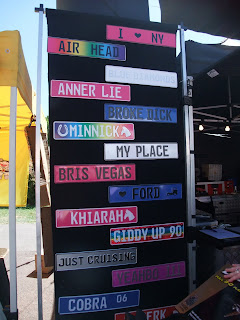 I ♥ NY
AIR HEAD
ANNER LIE
BRONE DICK
MINNICK
MY PLACE
BRIS VEGAS
♥ FORD
KHIARAH
GIDDY UP 90
JUST CRUISING
COBRA 06